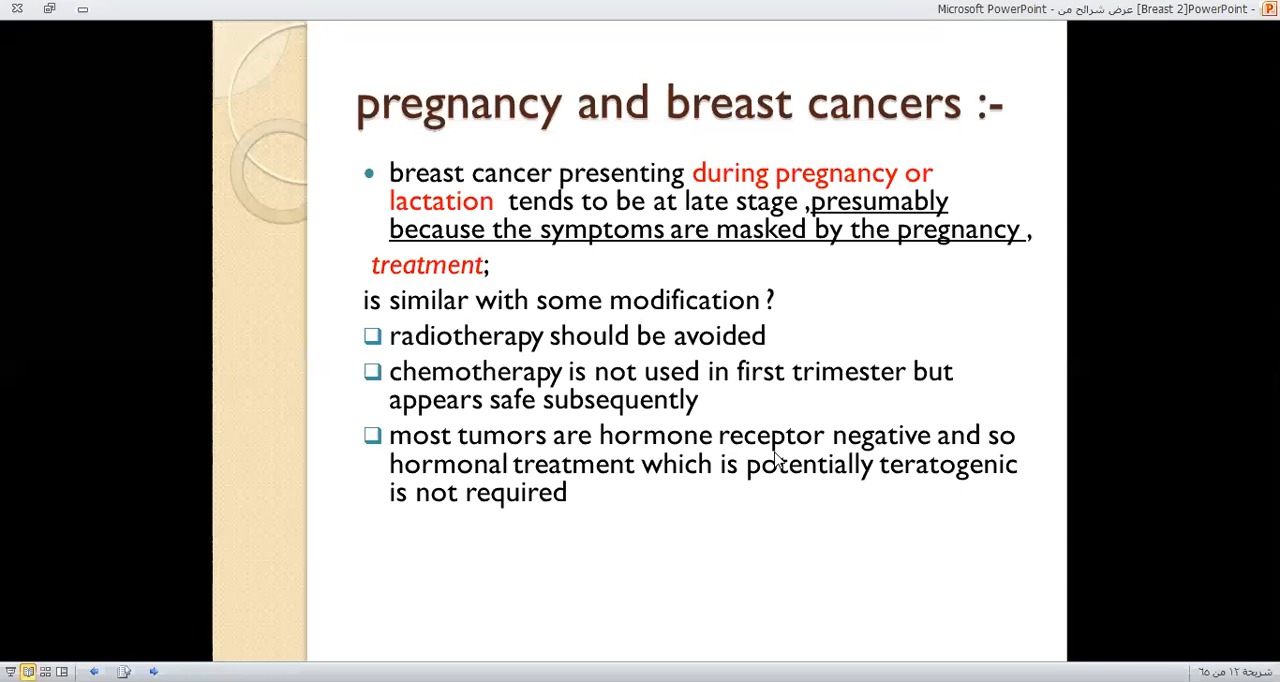 Microsoft PowerPoint - عرض شرائح من [Breast 2]PowerPoint -
pregnancy and breast cancers :-
breast cancer presenting during pregnancy or
lactation tends to be at late stage ,presumably
because the symptoms are masked by the pregnancy ,
treatment;
is similar with some modification ?
radiotherapy should be avoided
chemotherapy is not used in first trimester but
appears safe subsequently
most tumors are hormone receptor negative and so
hormonal treatment which is potentially teratogenic
is not required
شريحة ١٢ من ٦٥